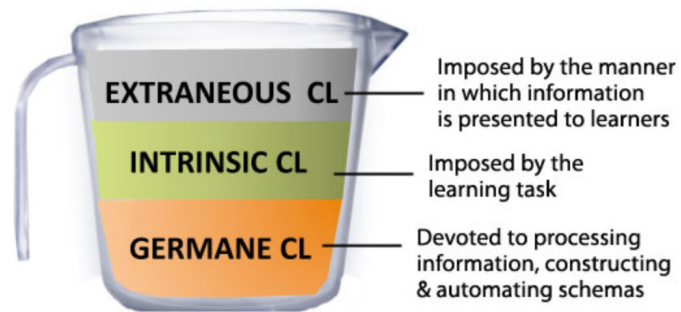 EXTRANEOUS CL
Imposed by the manner
in which information
is presented to learners
INTRINSIC CL
Imposed by the
learning task
GERMANE CL
Devoted to processing
information, constructing
& automating schemas